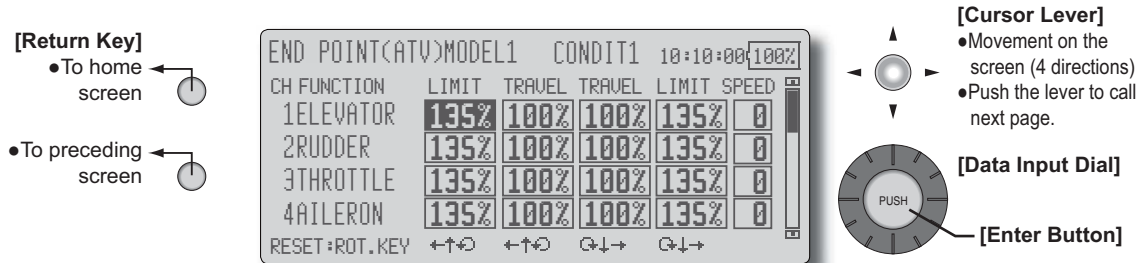 [Return Key]
●To home
screen
●To preceding
screen
END POINT(ATV)MODEL1 CONDIT1 10:10:00 100%
CH FUNCTION LIMIT TRAVEL TRAVEL LIMIT SPEED
1ELEVATOR 135% 100% 100% 135% 0
2RUDDER 135% 100% 100% 135% 0
3THROTTLE 135% 100% 100% 135% 0
4AILERON 135% 100% 100% 135% 0
RESET:ROT.KEY
[Cursor Lever]
●Movement on the
screen (4 directions)
●Push the lever to call
next page.
[Data Input Dial]
PUSH
[Enter Button]